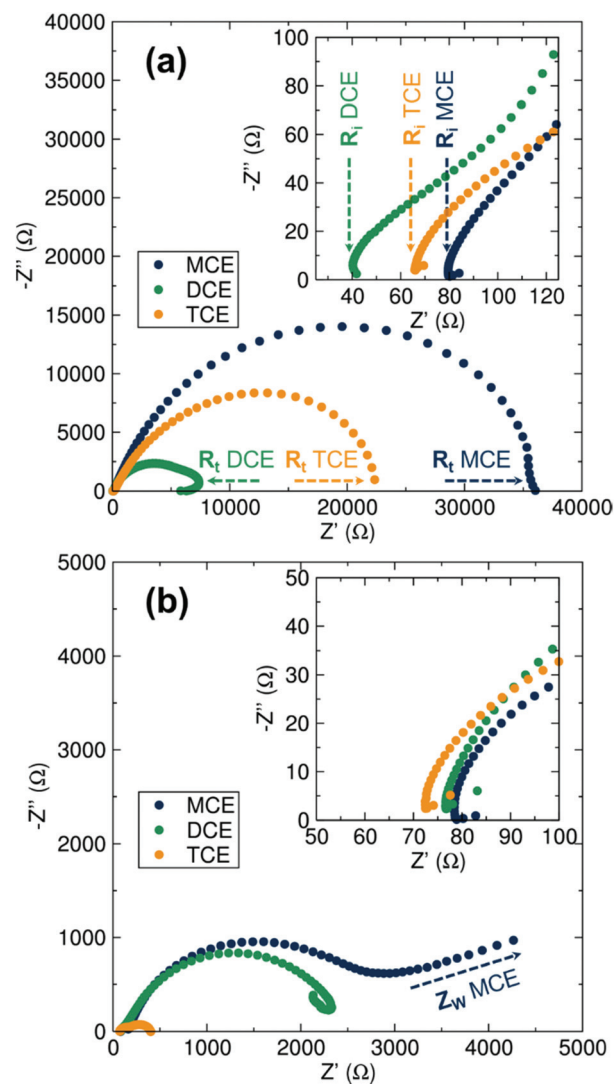 (a)
40000
35000
30000
25000
20000
15000
10000
5000
0
-Z'' (Ω)
0
10000
20000
30000
40000
Z' (Ω)
MCE
DCE
TCE
Rt DCE
Rt TCE
Rt MCE
100
80
60
40
20
0
-Z'' (Ω)
40
60
80
100
120
Z' (Ω)
Ri DCE
Ri TCE
Ri MCE
(b)
5000
4000
3000
2000
1000
0
-Z'' (Ω)
0
1000
2000
3000
4000
5000
Z' (Ω)
MCE
DCE
TCE
Zw MCE
50
40
30
20
10
0
-Z'' (Ω)
50
60
70
80
90
100
Z' (Ω)